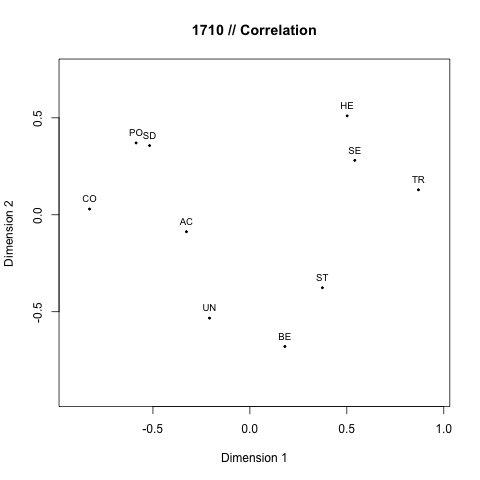 1710 // Correlation
HE
PO SD
SE
TR
CO
AC
ST
UN
BE
0.5
0.0
-0.5
Dimension 2
-0.5 0.0 0.5 1.0
Dimension 1